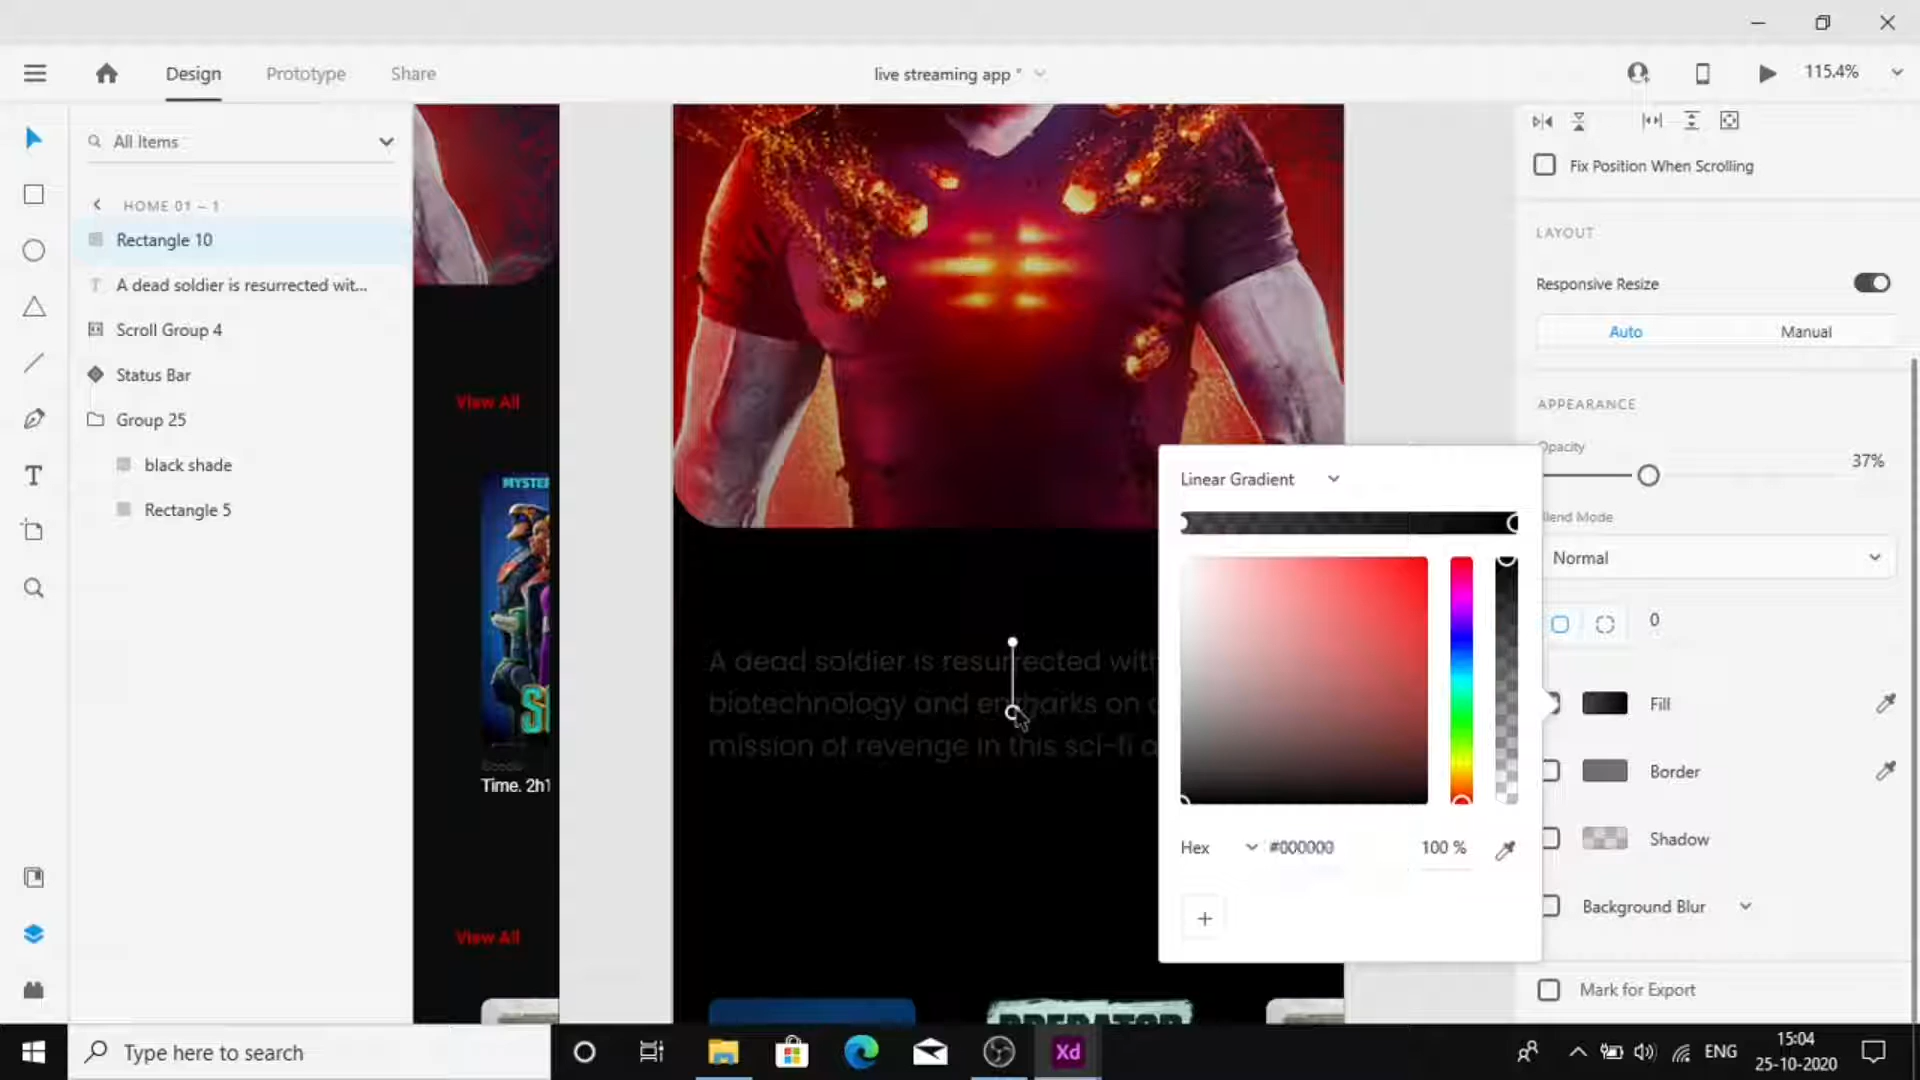 Design
Prototype
Share
live streaming app *
115.4%
All Items
HOME 01 – 1
Rectangle 10
A dead soldier is resurrected wit...
Scroll Group 4
Status Bar
Group 25
black shade
Rectangle 5
View All
MYSTER
Time. 2h1
View All
A dead soldier is resurrected with
biotechnology and embarks on
mission of revenge in this sci-fi a
PREDATOR
Linear Gradient
Hex
#000000
100 %
Fix Position When Scrolling
LAYOUT
Responsive Resize
Auto
Manual
APPEARANCE
Opacity
37%
Blend Mode
Normal
0
Fill
Border
Shadow
Background Blur
Mark for Export
Type here to search
Xd
ENG
15:04
25-10-2020